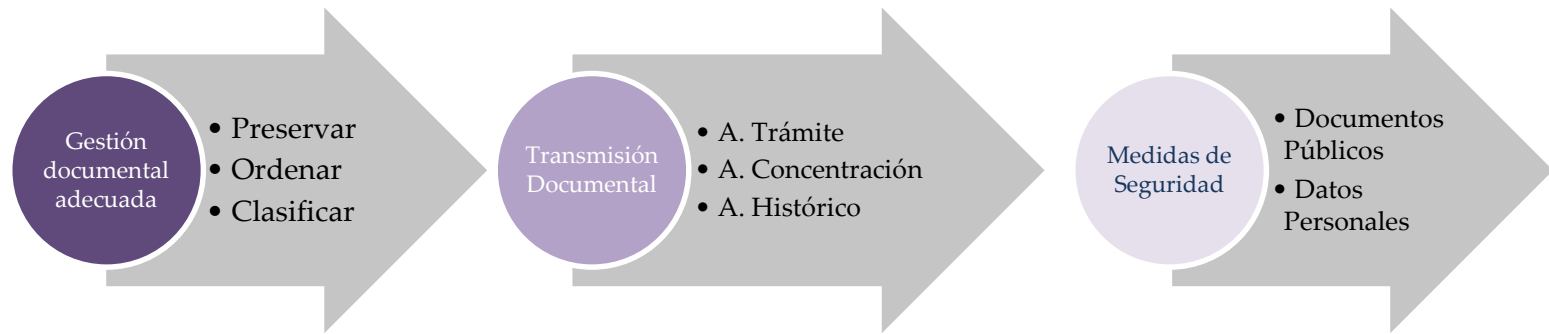 Gestión
documental
adecuada
• Preservar
• Ordenar
• Clasificar
Transmisión
Documental
• A. Trámite
• A. Concentración
• A. Histórico
Medidas de
Seguridad
• Documentos
Públicos
• Datos
Personales